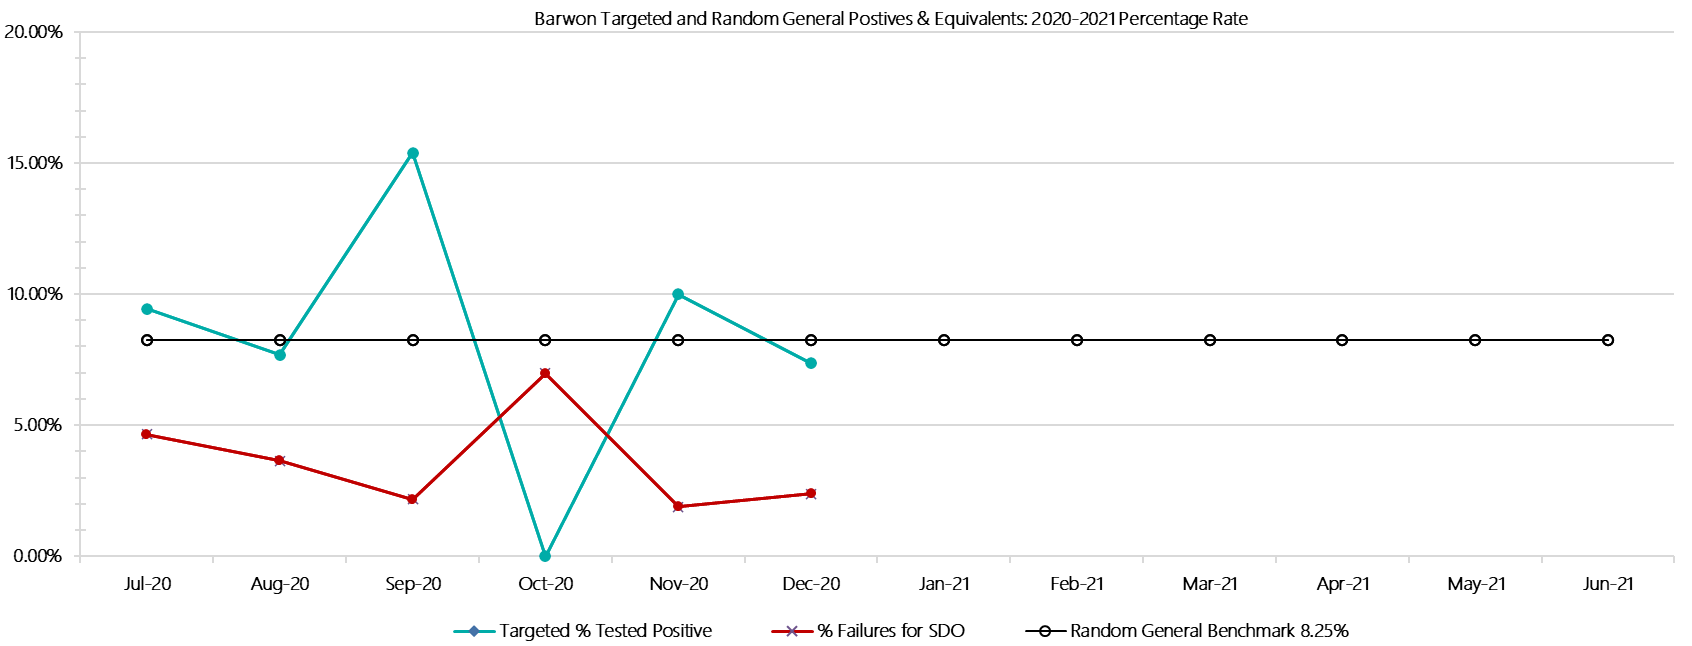 Barwon Targeted and Random General Postives & Equivalents: 2020-2021 Percentage Rate
20.00%
15.00%
10.00%
5.00%
0.00%
Jul-20 Aug-20 Sep-20 Oct-20 Nov-20 Dec-20 Jan-21 Feb-21 Mar-21 Apr-21 May-21 Jun-21
Targeted % Tested Positive % Failures for SDO Random General Benchmark 8.25%